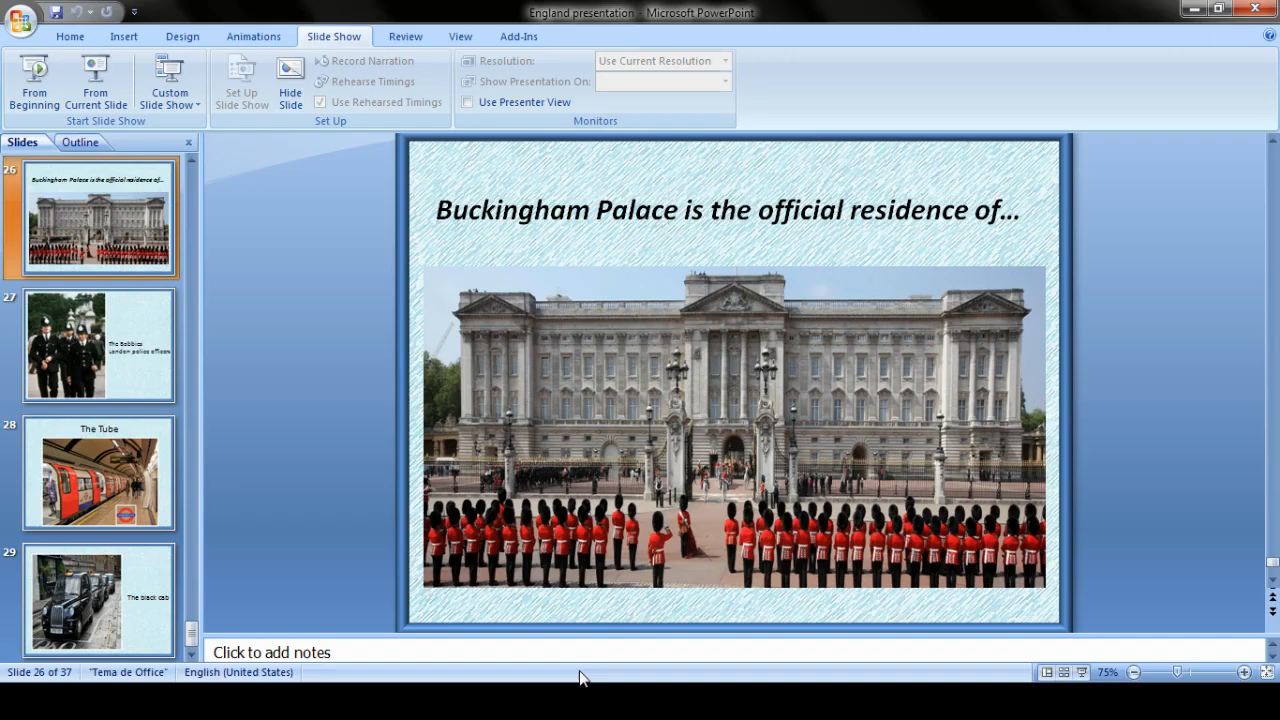 England presentation - Microsoft PowerPoint
Home Insert Design Animations Slide Show Review View Add-Ins
From Beginning
From Current Slide
Custom Slide Show
Start Slide Show
Set Up Slide Show
Hide Slide
Record Narration
Rehearse Timings
Use Rehearsed Timings
Set Up
Resolution: Use Current Resolution
Show Presentation On:
Use Presenter View
Monitors
Slides Outline
26
Buckingham Palace is the official residence of...
27
The Bobbies
London police officers
28
The Tube
29
The black cab
Buckingham Palace is the official residence of...
Click to add notes
Slide 26 of 37 "Tema de Office" English (United States) 75%